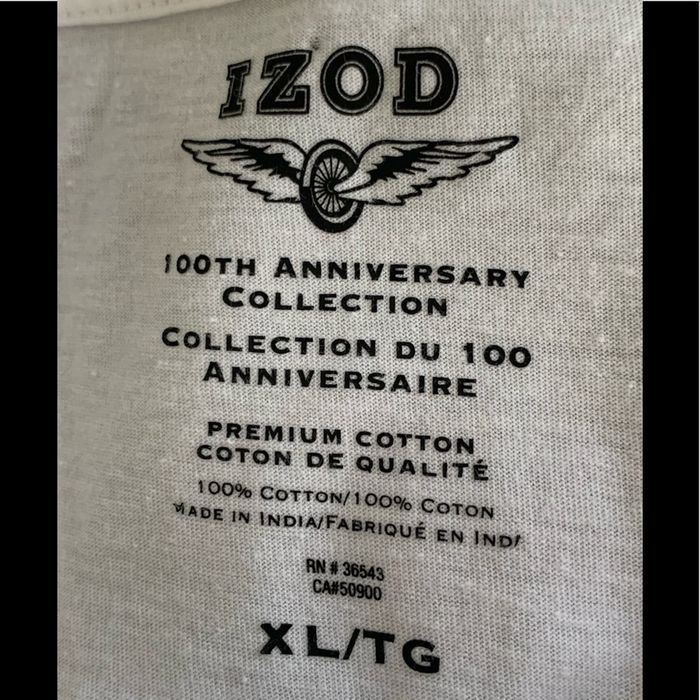 IZOD
100TH ANNIVERSARY
COLLECTION
COLLECTION DU 100
ANNIVERSAIRE
PREMIUM COTTON
COTON DE QUALITÉ
100% COTTON/100% COTON
MADE IN INDIA/FABRIQUÉ EN
RN # 36543
CA#50900
XL/TG